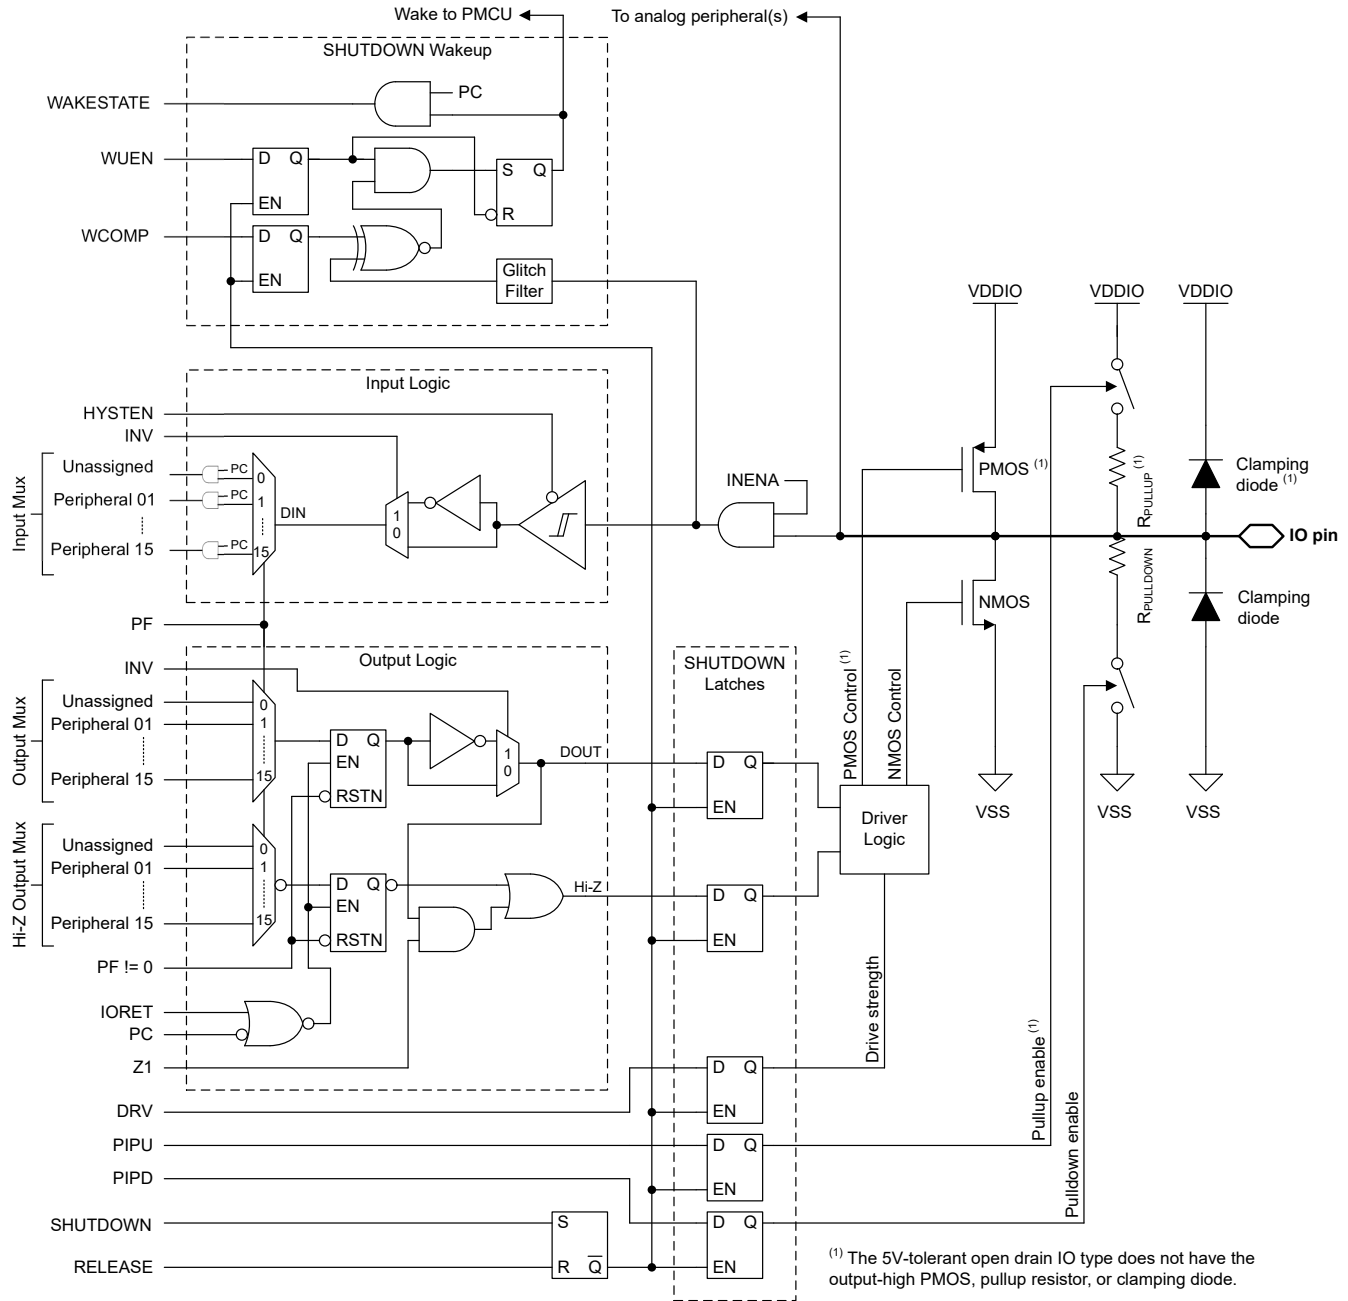 Wake to PMCU
To analog peripheral(s)
SHUTDOWN Wakeup
WAKESTATE
PC
WUEN
D Q
EN
S Q
R
WCOMP
D Q
EN
Glitch
Filter
VDDIO
VDDIO
VDDIO
Input Logic
HYSTEN
INV
Input Mux
Unassigned
Peripheral 01
Peripheral 15
PC
PC
PC
0
1
15
DIN
1
0
INENA
PMOS (1)
RPULLUP (1)
Clamping
diode (1)
IO pin
RPULLDOWN
NMOS
Clamping
diode
VSS
VSS
VSS
PF
INV
Output Logic
Output Mux
Unassigned
Peripheral 01
Peripheral 15
0
1
15
D Q
EN
RSTN
1
0
DOUT
Hi-Z Output Mux
Unassigned
Peripheral 01
Peripheral 15
0
1
15
D Q
EN
RSTN
Hi-Z
PF != 0
IORET
PC
Z1
SHUTDOWN
Latches
D Q
EN
D Q
EN
PMOS Control (1)
NMOS Control
Driver
Logic
Drive strength
DRV
D Q
EN
PIPU
D Q
EN
PIPD
D Q
EN
Pullup enable (1)
Pulldown enable
SHUTDOWN
RELEASE
S
R Q̅
(1) The 5V-tolerant open drain IO type does not have the
output-high PMOS, pullup resistor, or clamping diode.